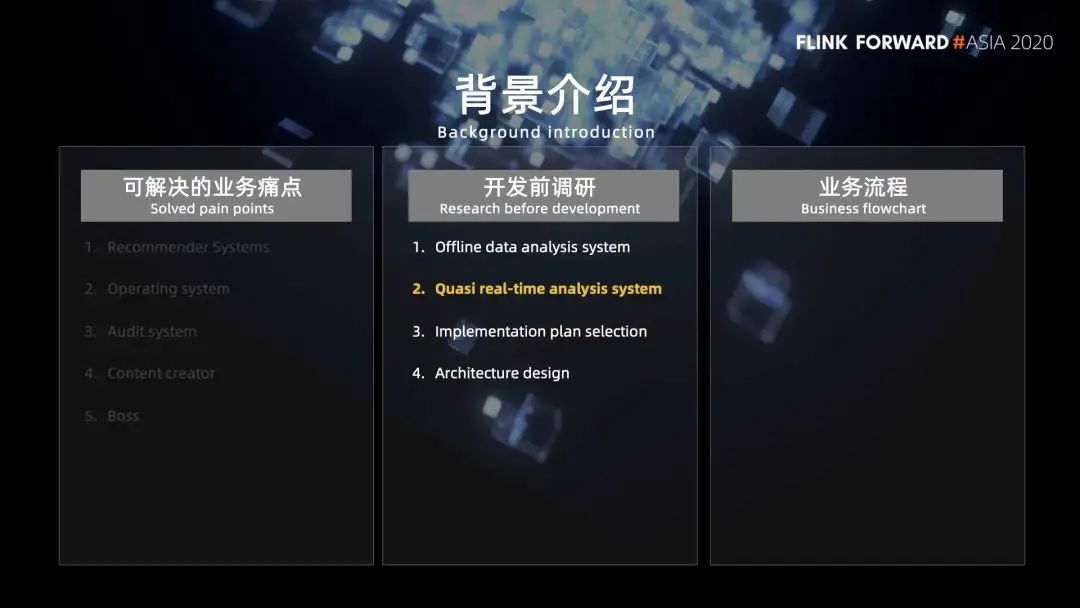 FLINK FORWARD #ASIA 2020
背景介绍
Background introduction
可解决的业务痛点
Solved pain points
1. Recommender Systems
2. Operating system
3. Audit system
4. Content creator
5. Boss
开发前调研
Research before development
1. Offline data analysis system
2. Quasi real-time analysis system
3. Implementation plan selection
4. Architecture design
业务流程
Business flowchart